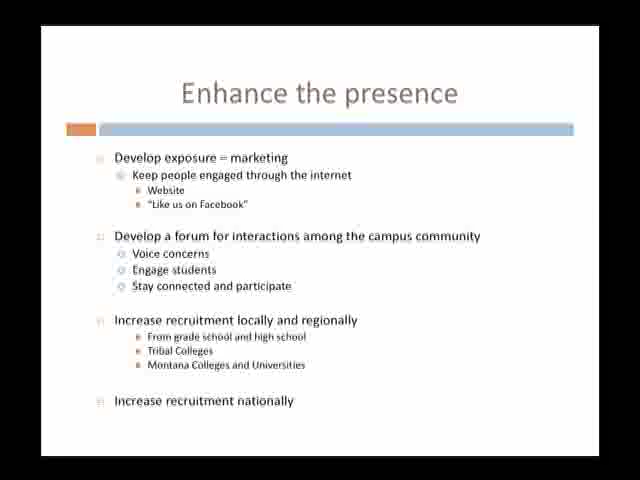 Enhance the presence
Develop exposure = marketing
Keep people engaged through the internet
Website
"Like us on Facebook"
Develop a forum for interactions among the campus community
Voice concerns
Engage students
Stay connected and participate
Increase recruitment locally and regionally
From grade school and high school
Tribal Colleges
Montana Colleges and Universities
Increase recruitment nationally